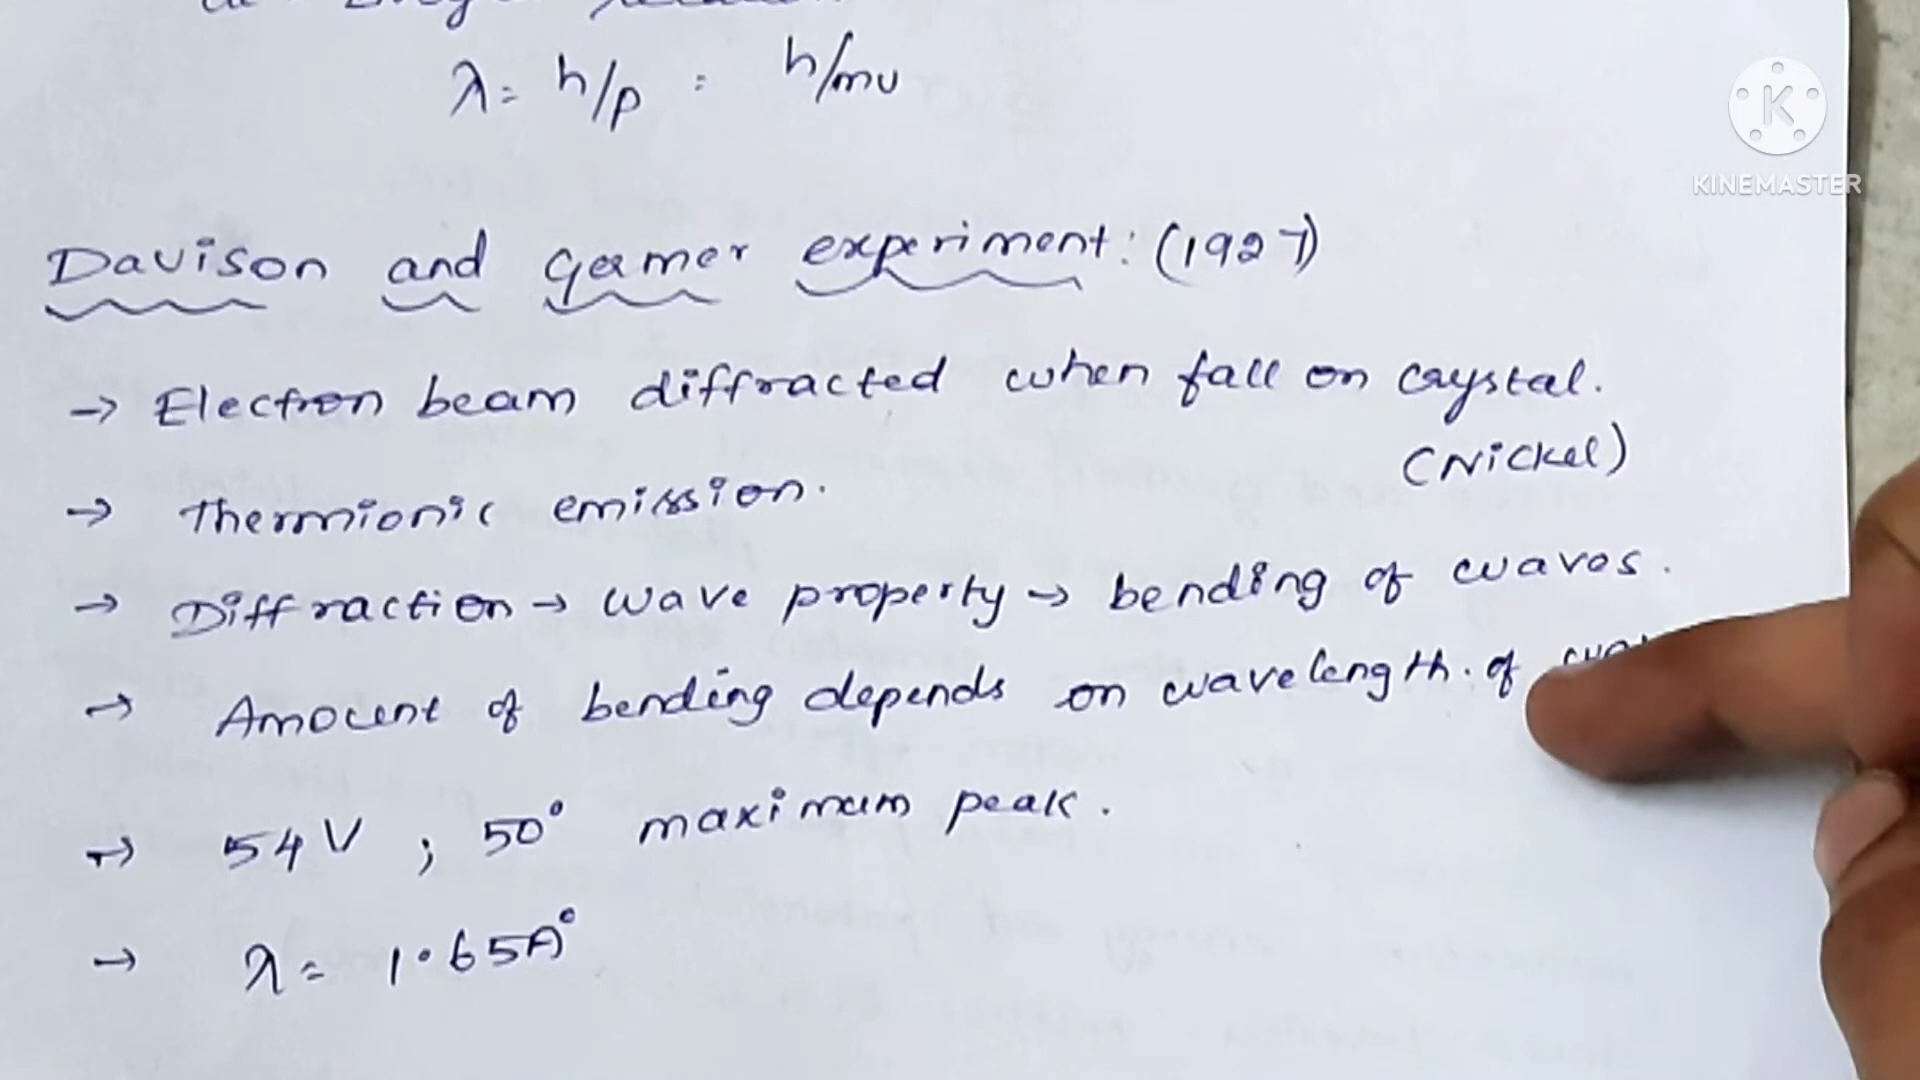 λ = h/p = h/mv
KINEMASTER
Davison and Germer experiment: (1927)
→ Electron beam diffracted when fall on crystal.
(Nickel)
→ Thermionic emission.
→ Diffraction → wave property → bending of waves.
→ Amount of bending depends on wavelength. of
→ 54V ; 50° maximum peak.
→ λ = 1.65A°